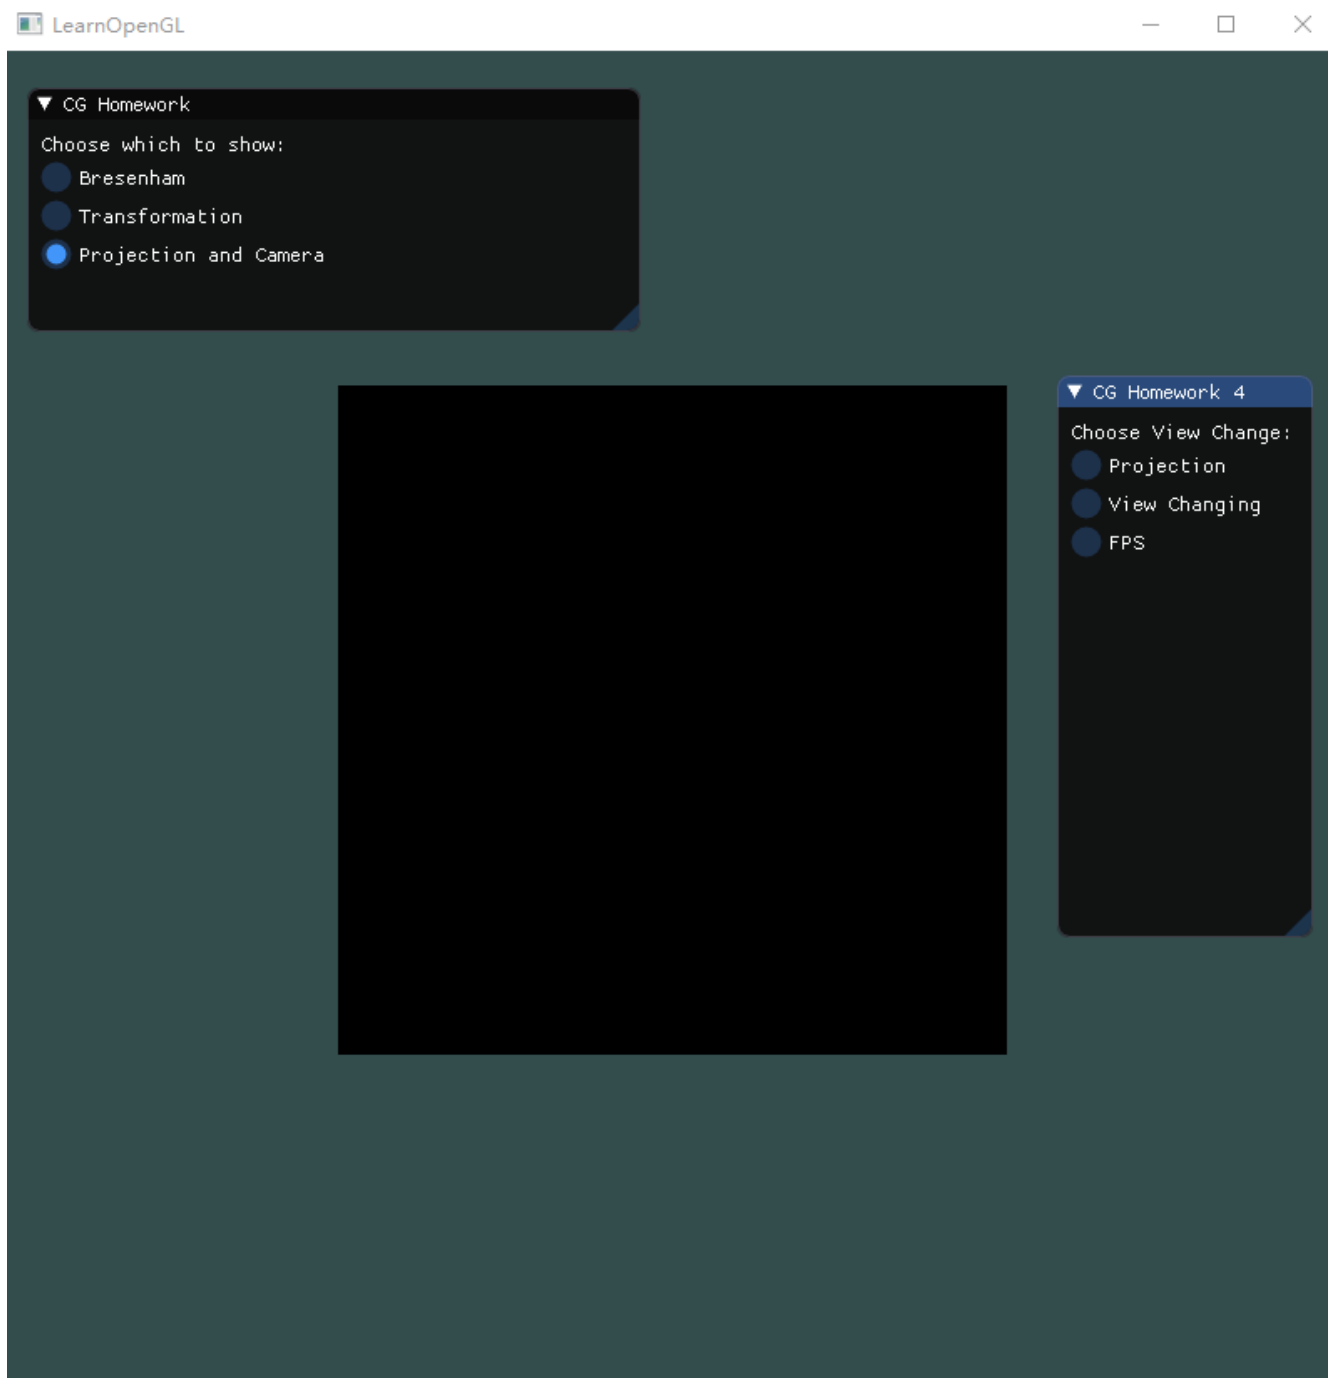 LearnOpenGL
CG Homework
Choose which to show:
Bresenham
Transformation
Projection and Camera
CG Homework 4
Choose View Change:
Projection
View Changing
FPS